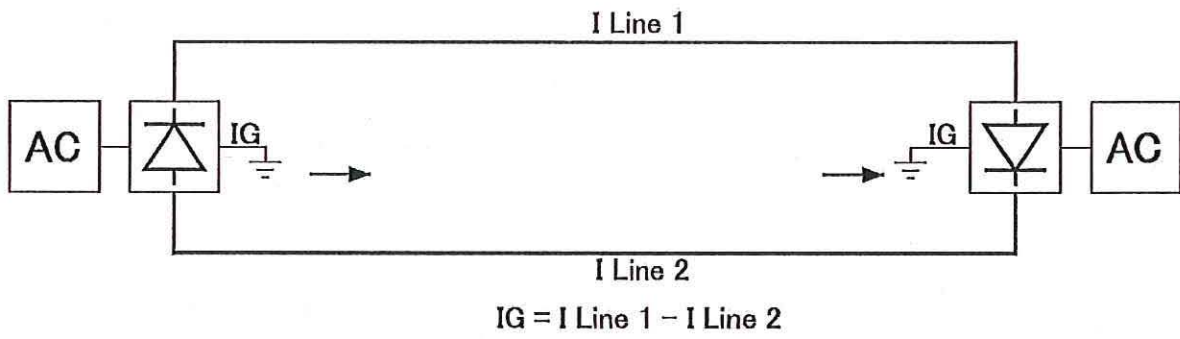 I Line 1
AC
IG
IG
AC
I Line 2
IG = I Line 1 − I Line 2